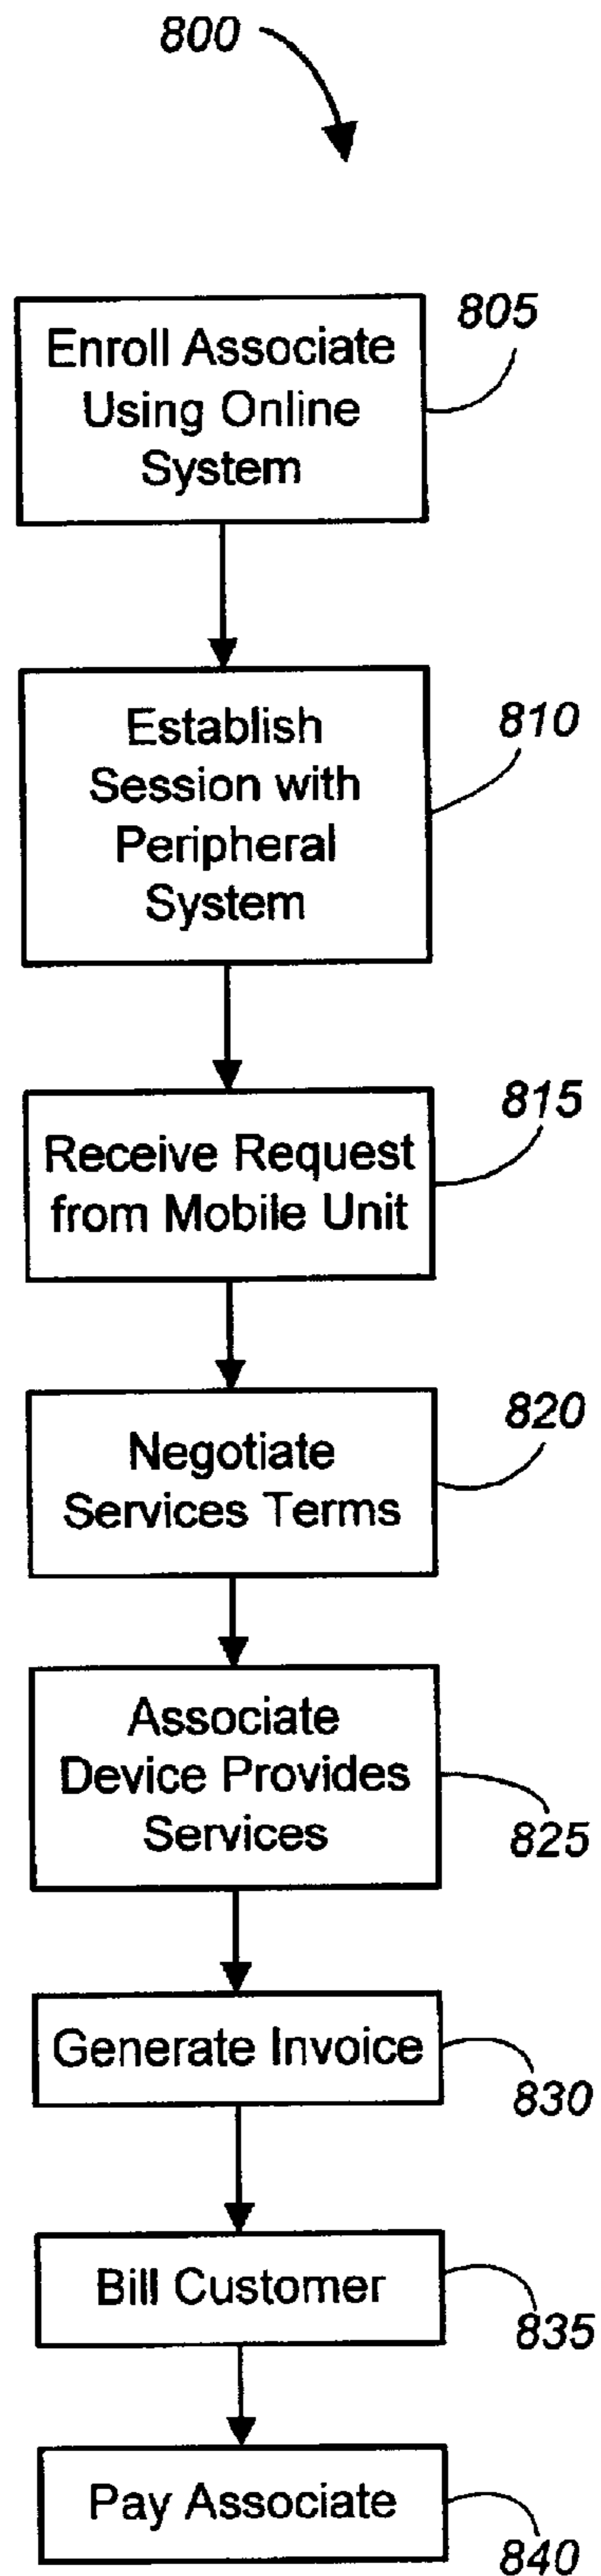 800
805
Enroll Associate
Using Online
System
810
Establish
Session with
Peripheral
System
815
Receive Request
from Mobile Unit
820
Negotiate
Services Terms
Associate
Device Provides
Services
825
Generate Invoice
830
Bill Customer
835
Pay Associate
840